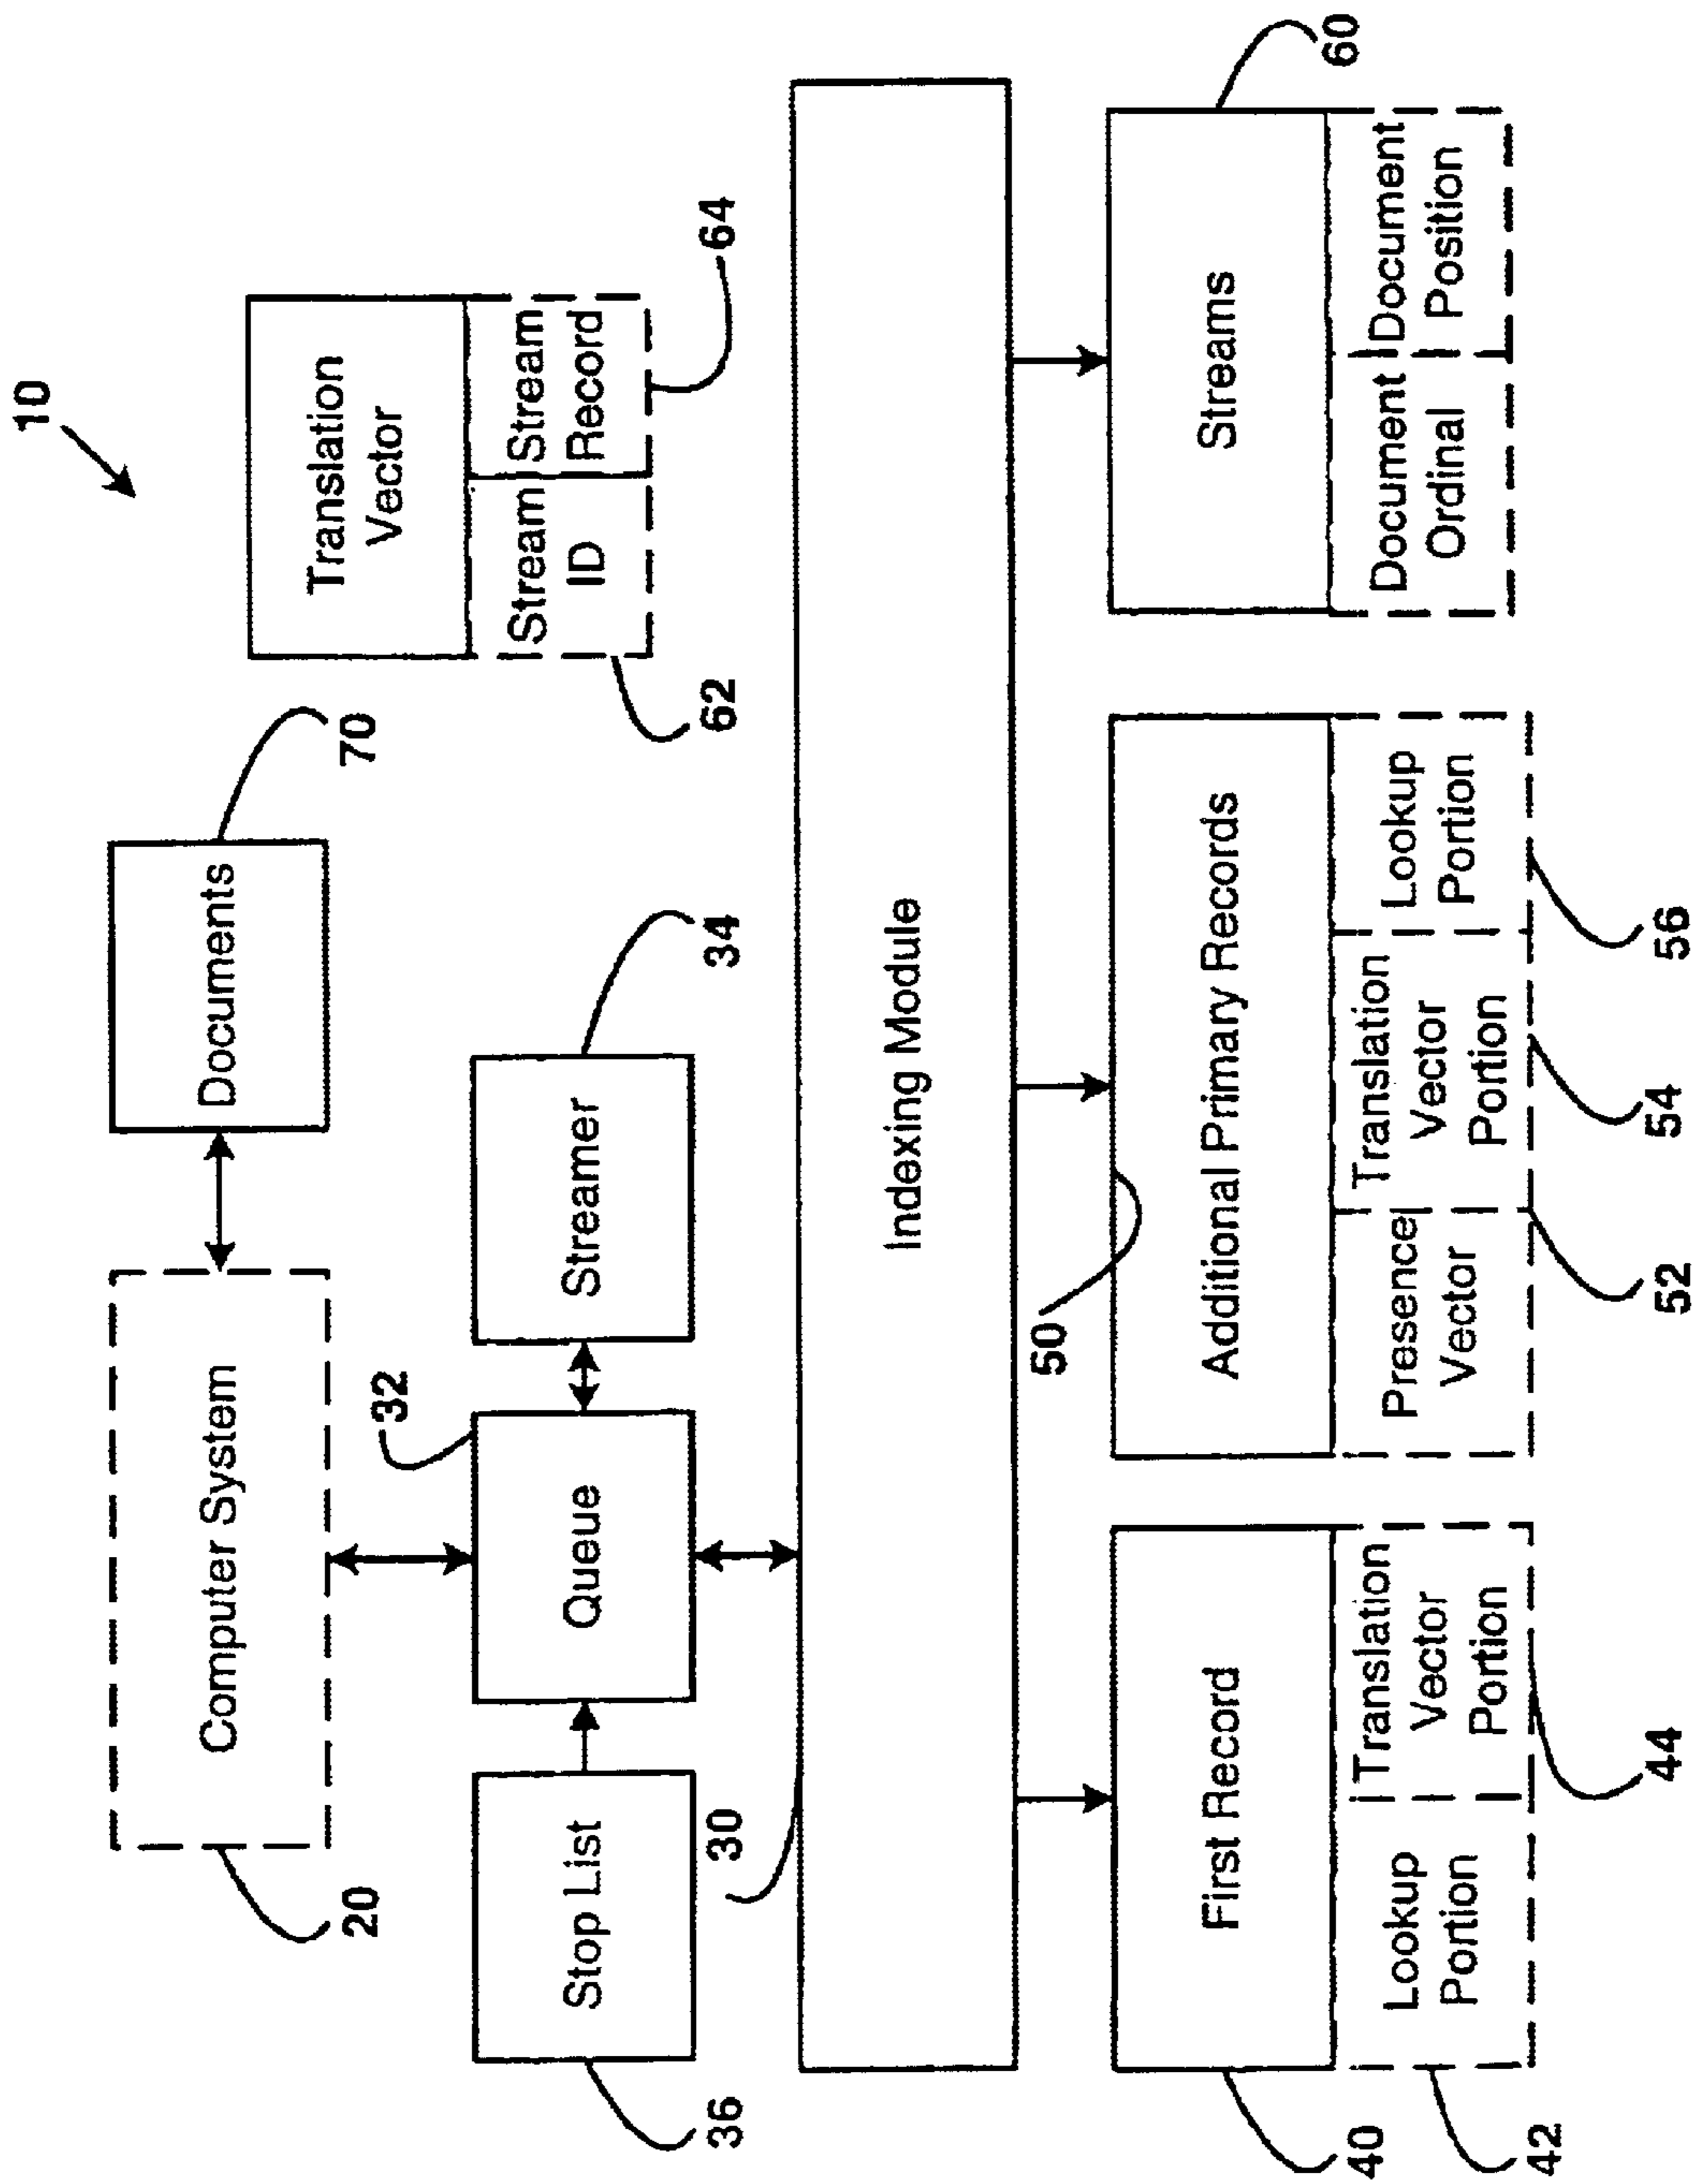 10
Computer System
20
Documents
70
Translation
Vector
Stream
ID
Stream
Record
62
64
Stop List
36
Queue
32
Streamer
34
30
Indexing Module
First Record
40
Lookup
Portion
42
Translation
Vector
Portion
44
50
Additional Primary Records
Presence
Vector
52
Translation
Vector
Portion
54
Lookup
Portion
56
Streams
60
Document
Ordinal
Document
Position